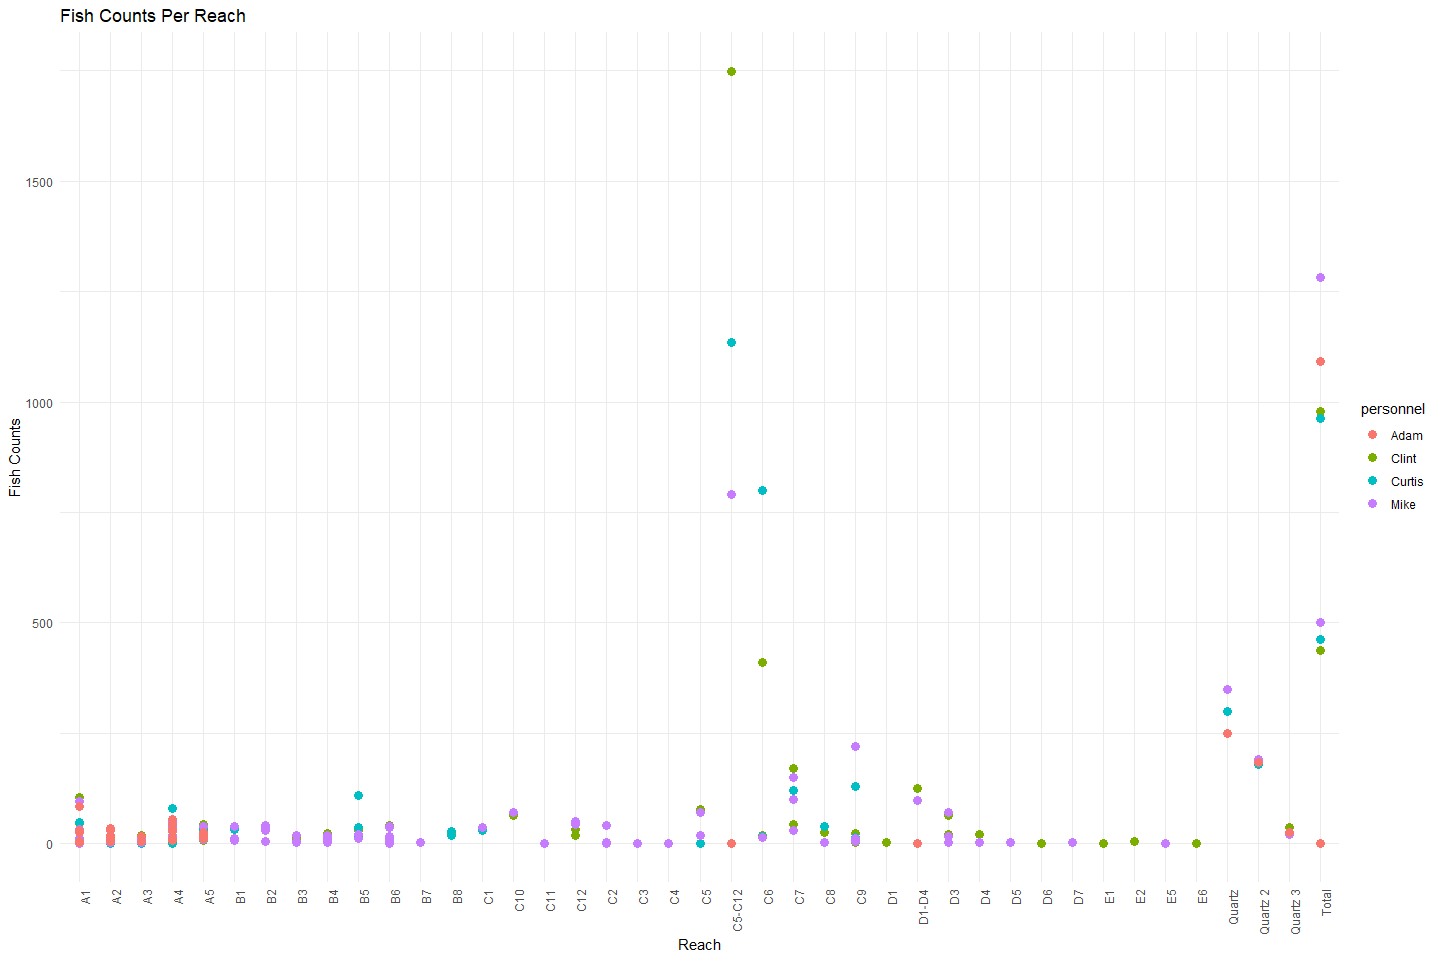 Fish Counts Per Reach
Fish Counts
1500
1000
500
0
A1
A2
A3
A4
A5
B1
B2
B3
B4
B5
B6
B7
B8
C1
C10
C11
C12
C2
C3
C4
C5
C5-C12
C6
C7
C8
C9
D1
D1-D4
D3
D4
D5
D6
D7
E1
E2
E5
E6
Quartz
Quartz 2
Quartz 3
Total
Reach
personnel
Adam
Clint
Curtis
Mike